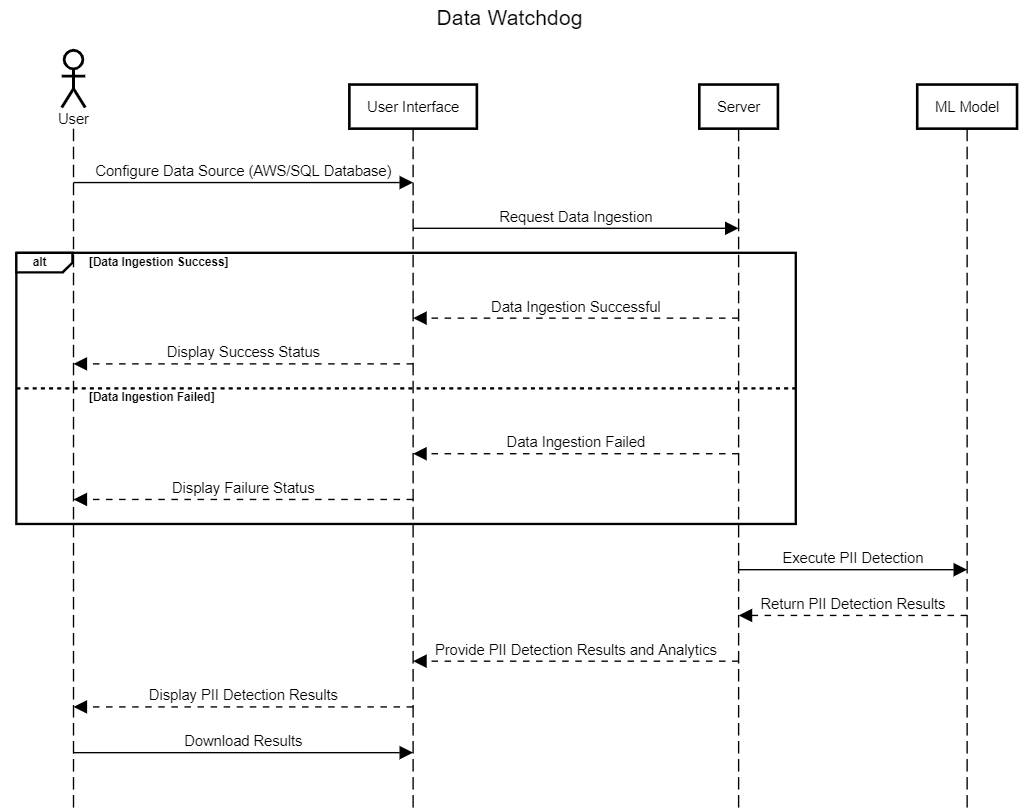 Data Watchdog
User
User Interface
Server
ML Model
Configure Data Source (AWS/SQL Database)
Request Data Ingestion
alt
[Data Ingestion Success]
Data Ingestion Successful
Display Success Status
[Data Ingestion Failed]
Data Ingestion Failed
Display Failure Status
Execute PII Detection
Return PII Detection Results
Provide PII Detection Results and Analytics
Display PII Detection Results
Download Results